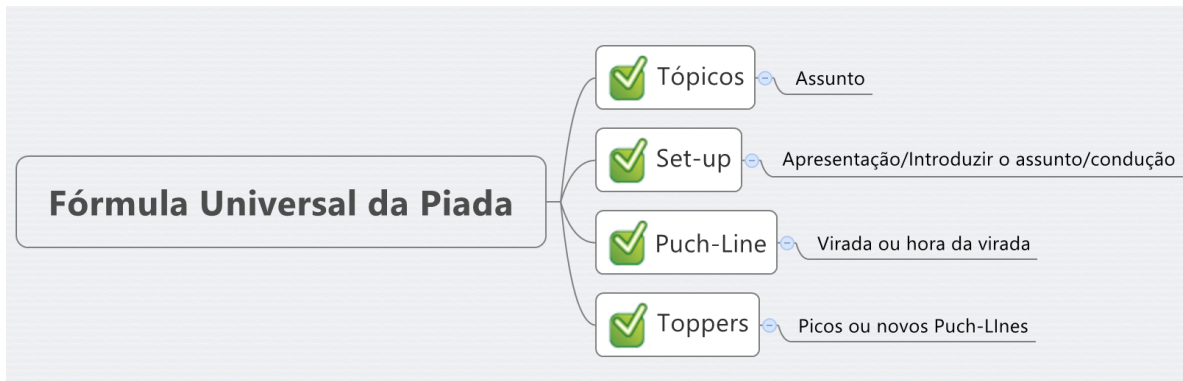 Fórmula Universal da Piada
Tópicos
Assunto
Set-up
Apresentação/Introduzir o assunto/condução
Puch-Line
Virada ou hora da virada
Toppers
Picos ou novos Puch-LInes